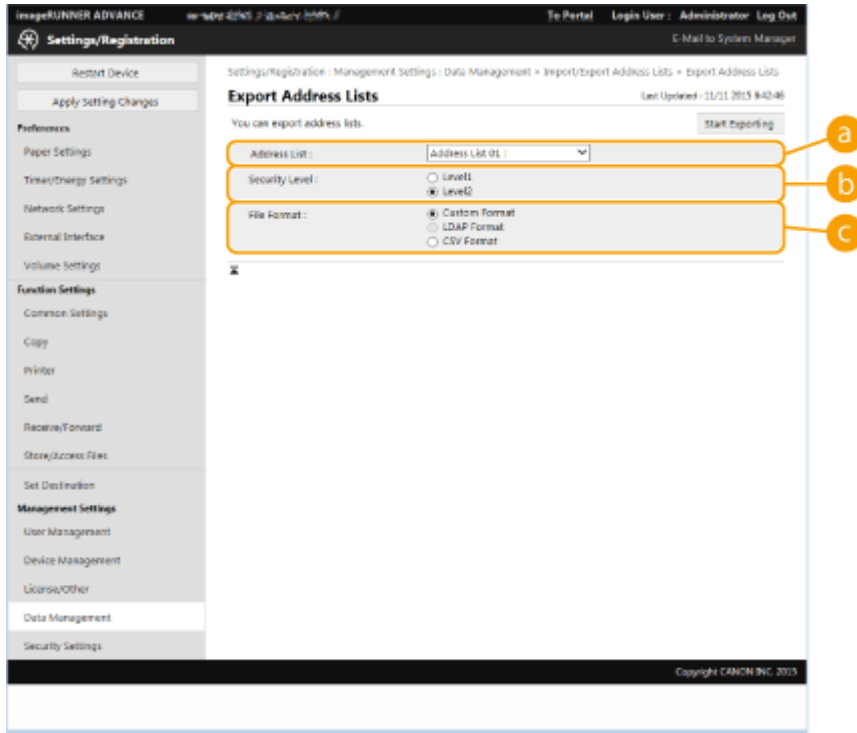 imageRUNNER ADVANCE
To Portal Login User : Administrator Log Out
Settings/Registration
E-Mail to System Manager
Restart Device
Apply Setting Changes
Preferences
Paper Settings
Timer/Energy Settings
Network Settings
External Interface
Volume Settings
Function Settings
Common Settings
Copy
Printer
Send
Receive/Forward
Store/Access Files
Set Destination
Management Settings
User Management
Device Management
License/Other
Data Management
Security Settings
Settings/Registration : Management Settings : Data Management > Import/Export Address Lists > Export Address Lists
Export Address Lists
Last Updated : 11/11 2015 9:42:46
You can export address lists.
Start Exporting
Address List :
Address List 01 :
a
Security Level :
Level1
Level2
b
File Format :
Custom Format
LDAP Format
CSV Format
c
Copyright CANON INC. 2015